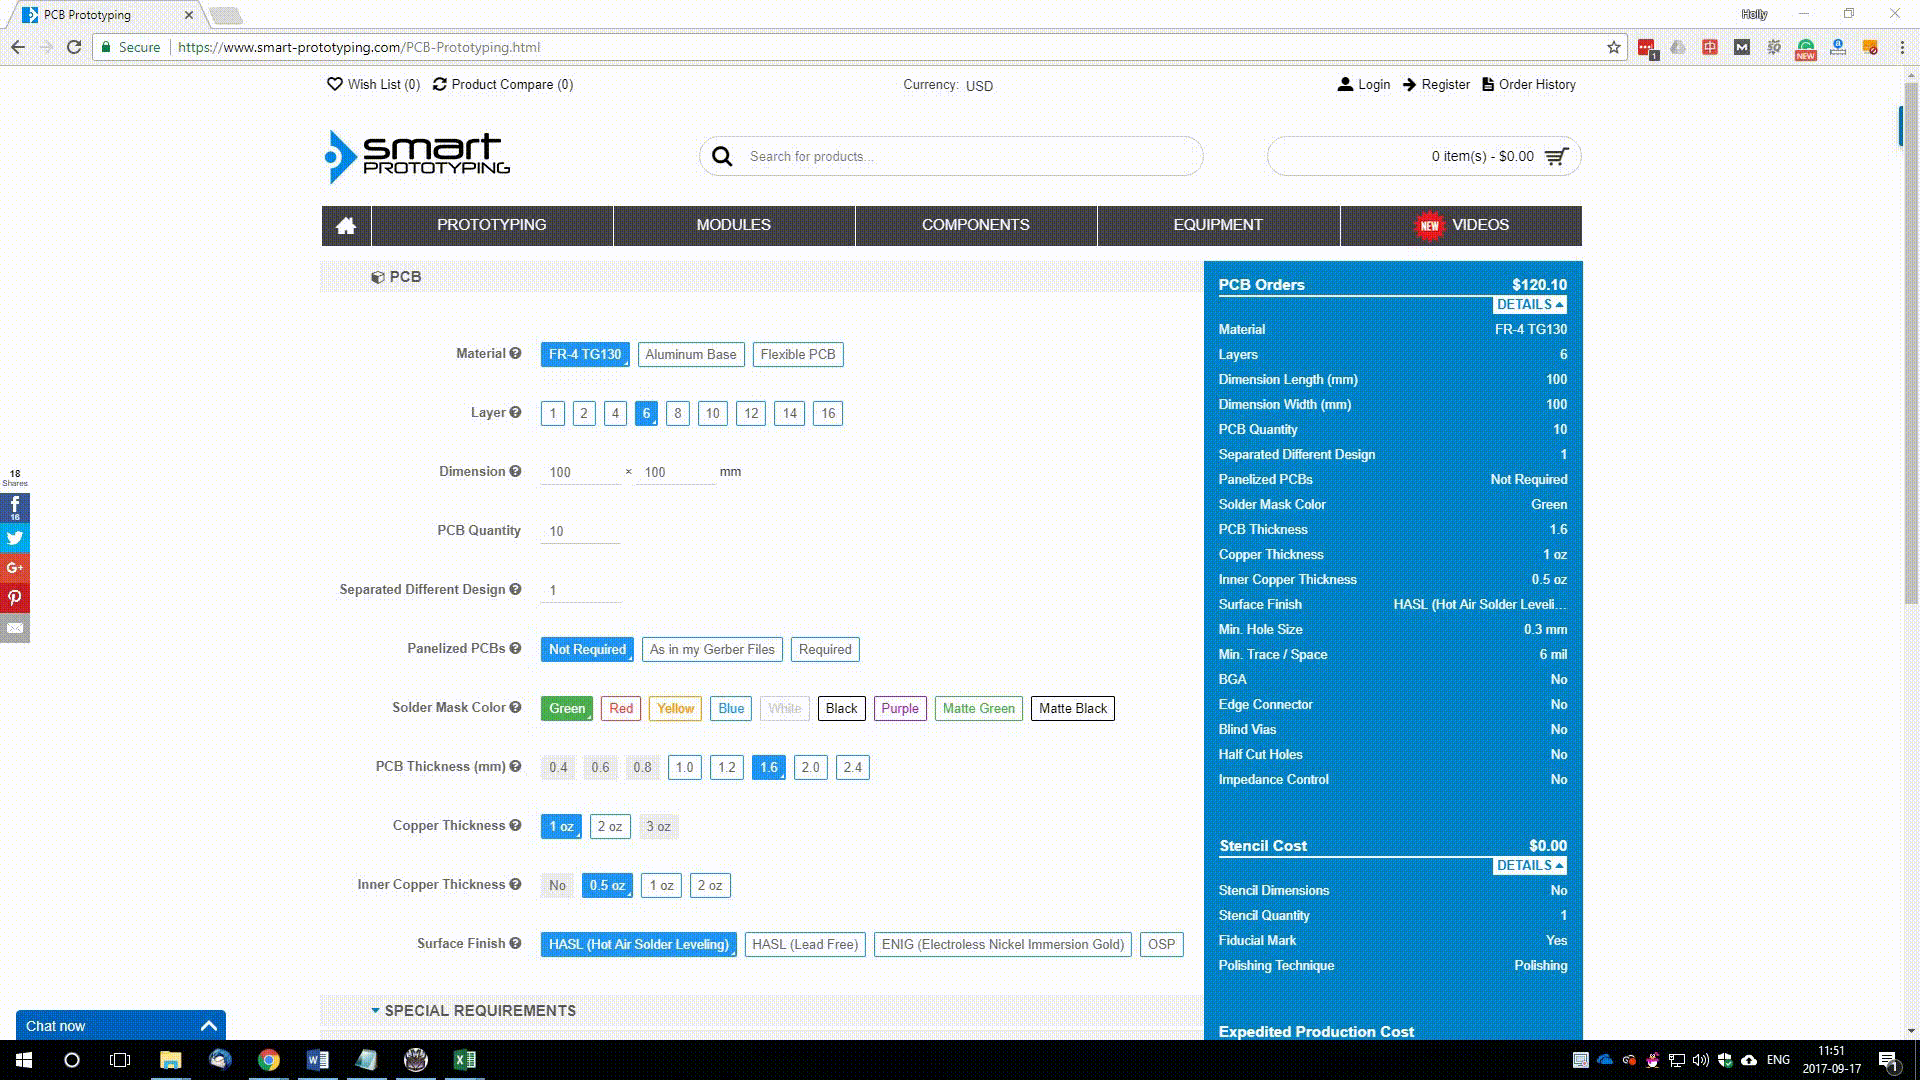 PCB Prototyping
Holly
Secure https://www.smart-prototyping.com/PCB-Prototyping.html
1
NEW
Wish List (0) Product Compare (0) Currency: USD Login Register Order History
smart PROTOTYPING
Search for products...
0 item(s) - $0.00
PROTOTYPING MODULES COMPONENTS EQUIPMENT NEW VIDEOS
PCB
Material FR-4 TG130 Aluminum Base Flexible PCB
Layer 1 2 4 6 8 10 12 14 16
Dimension 100 × 100 mm
PCB Quantity 10
Separated Different Design 1
Panelized PCBs Not Required As in my Gerber Files Required
Solder Mask Color Green Red Yellow Blue White Black Purple Matte Green Matte Black
PCB Thickness (mm) 0.4 0.6 0.8 1.0 1.2 1.6 2.0 2.4
Copper Thickness 1 oz 2 oz 3 oz
Inner Copper Thickness No 0.5 oz 1 oz 2 oz
Surface Finish HASL (Hot Air Solder Leveling) HASL (Lead Free) ENIG (Electroless Nickel Immersion Gold) OSP
SPECIAL REQUIREMENTS
PCB Orders $120.10
DETAILS
Material FR-4 TG130
Layers 6
Dimension Length (mm) 100
Dimension Width (mm) 100
PCB Quantity 10
Separated Different Design 1
Panelized PCBs Not Required
Solder Mask Color Green
PCB Thickness 1.6
Copper Thickness 1 oz
Inner Copper Thickness 0.5 oz
Surface Finish HASL (Hot Air Solder Leveli...
Min. Hole Size 0.3 mm
Min. Trace / Space 6 mil
BGA No
Edge Connector No
Blind Vias No
Half Cut Holes No
Impedance Control No
Stencil Cost $0.00
DETAILS
Stencil Dimensions No
Stencil Quantity 1
Fiducial Mark Yes
Polishing Technique Polishing
Expedited Production Cost
18
Shares
16
Chat now
ENG
11:51
2017-09-17
1